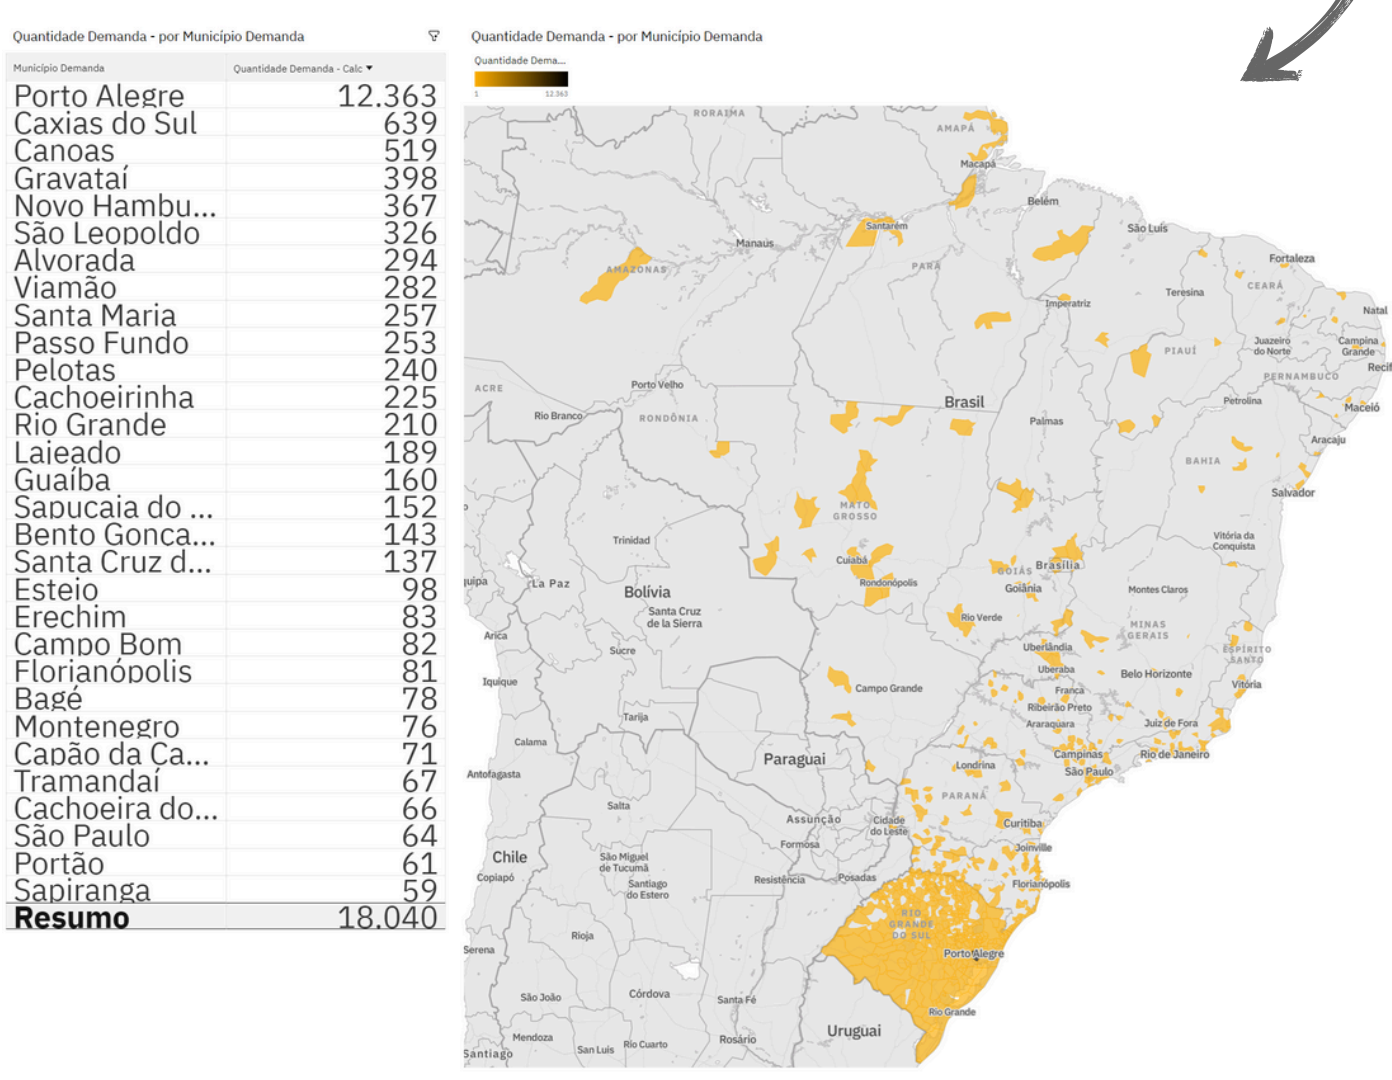 Quantidade Demanda - por Município Demanda
Município Demanda Quantidade Demanda - Calc
Porto Alegre 12.363
Caxias do Sul 639
Canoas 519
Gravataí 398
Novo Hambu... 367
São Leopoldo 326
Alvorada 294
Viamão 282
Santa Maria 257
Passo Fundo 253
Pelotas 240
Cachoeirinha 225
Rio Grande 210
Lajeado 189
Guaíba 160
Sapucaia do ... 152
Bento Gonça... 143
Santa Cruz d... 137
Esteio 98
Erechim 83
Campo Bom 82
Florianópolis 81
Bagé 78
Montenegro 76
Capão da Ca... 71
Tramandaí 67
Cachoeira do... 66
São Paulo 64
Portão 61
Sapiranga 59
Resumo 18.040
Quantidade Demanda - por Município Demanda
Quantidade Dema...
1 12.363
RORAIMA
AMAPÁ
Macapá
Belém
Santarém
São Luís
Manaus
Fortaleza
AMAZONAS
PARÁ
CEARÁ
Teresina
Imperatriz
Natal
Juazeiro
do Norte
Campina
Grande
PIAUÍ
Recif
PERNAMBUCO
ACRE
Porto Velho
Petrolina
Brasil
Maceió
Rio Branco
RONDÔNIA
Palmas
Aracaju
BAHIA
Salvador
MATO
GROSSO
Trinidad
Vitória da
Conquista
Cuiabá
GOIÁS
Brasília
quipa
La Paz
Rondonópolis
Goiânia
Montes Claros
Bolívia
Santa Cruz
de la Sierra
Rio Verde
MINAS
GERAIS
Arica
Sucre
Uberlândia
ESPÍRITO
SANTO
Uberaba
Belo Horizonte
Iquique
Campo Grande
Franca
Vitória
Ribeirão Preto
Tarija
Araraquara
Juiz de Fora
Calama
Campinas
Rio de Janeiro
Paraguai
Londrina
São Paulo
Antofagasta
PARANÁ
Salta
Assunção
Cidade
do Leste
Curitiba
Formosa
Joinville
Chile
São Miguel
de Tucumã
Copiapó
Resistência
Posadas
Santiago
do Estero
Florianópolis
RIO
GRANDE
DO SUL
Rioja
Serena
Porto Alegre
São João
Córdova
Santa Fé
Rio Grande
Uruguai
Mendoza
Rosário
Río Cuarto
San Luis
Santiago